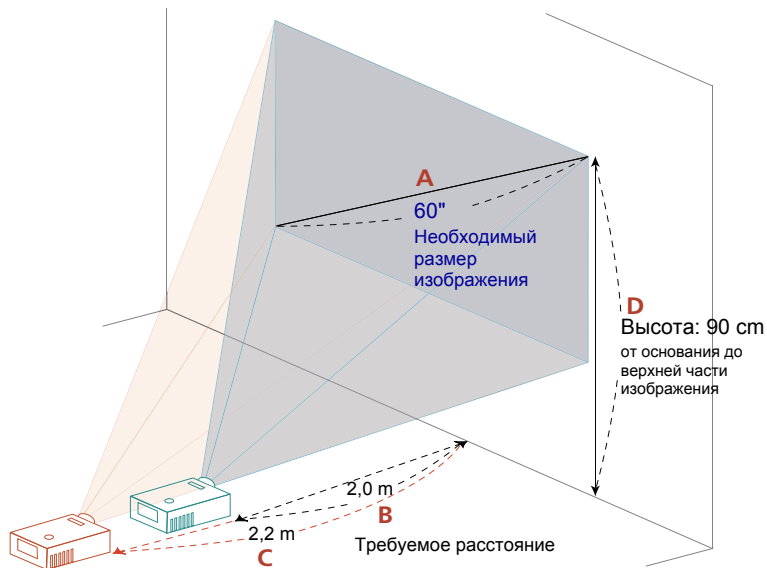 A
60"
Необходимый
размер
изображения
D
Высота: 90 cm
от основания до
верхней части
изображения
2,0 m
B
2,2 m
C
Требуемое расстояние